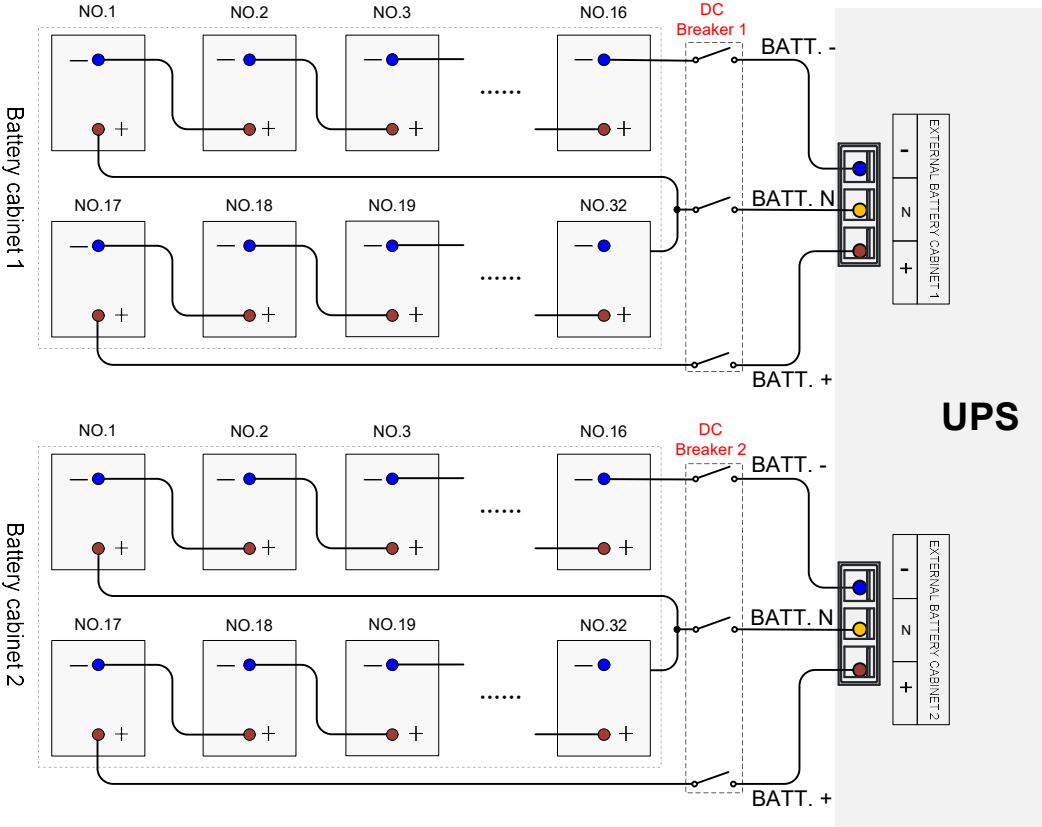 NO.1
NO.2
NO.3
NO.16
DC
Breaker 1
BATT. -
Battery cabinet 1
− − − −
......
+ + + +
EXTERNAL BATTERY CABINET 1
-
N
+
BATT. N
NO.17
NO.18
NO.19
NO.32
− − − −
......
+ + + +
BATT. +
UPS
NO.1
NO.2
NO.3
NO.16
DC
Breaker 2
BATT. -
Battery cabinet 2
− − − −
......
+ + + +
EXTERNAL BATTERY CABINET 2
-
N
+
BATT. N
NO.17
NO.18
NO.19
NO.32
− − − −
......
+ + + +
BATT. +